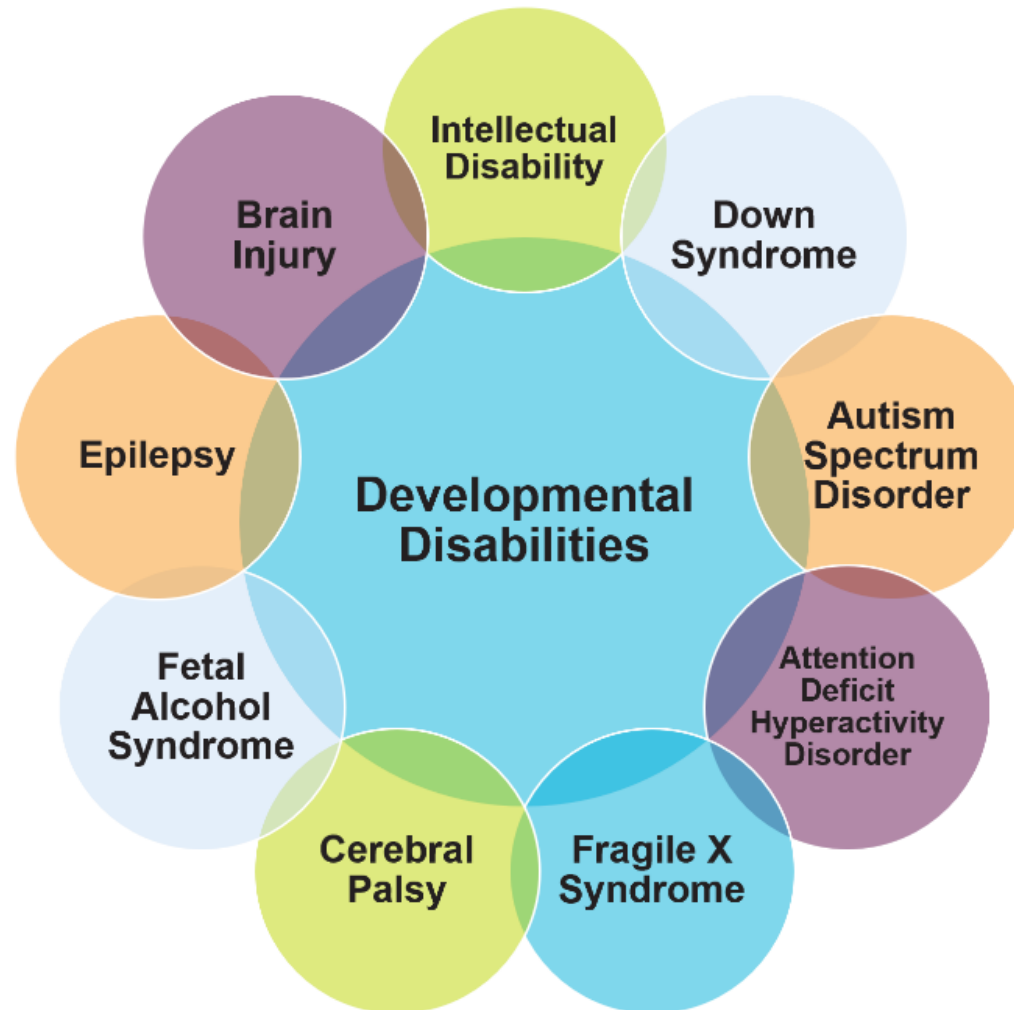 Intellectual
Disability
Down
Syndrome
Autism
Spectrum
Disorder
Attention
Deficit
Hyperactivity
Disorder
Fragile X
Syndrome
Cerebral
Palsy
Fetal
Alcohol
Syndrome
Epilepsy
Brain
Injury
Developmental
Disabilities